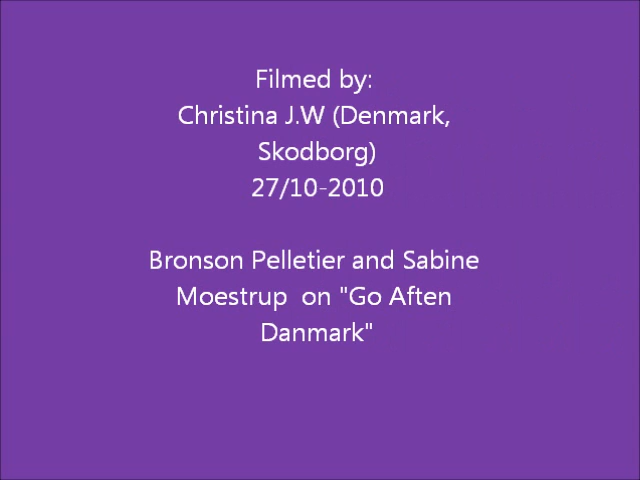 Filmed by:
Christina J.W (Denmark,
Skodborg)
27/10-2010
Bronson Pelletier and Sabine
Moestrup  on "Go Aften
Danmark"